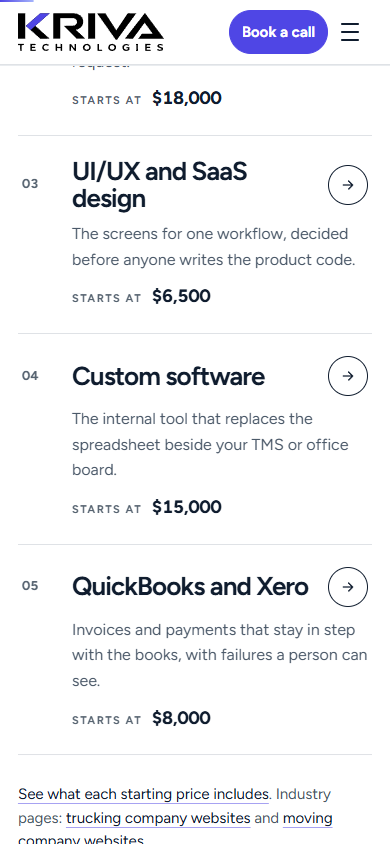 KRIVA
TECHNOLOGIES
Book a call
request.
STARTS AT $18,000
03
UI/UX and SaaS
design
The screens for one workflow, decided
before anyone writes the product code.
STARTS AT $6,500
04
Custom software
The internal tool that replaces the
spreadsheet beside your TMS or office
board.
STARTS AT $15,000
05
QuickBooks and Xero
Invoices and payments that stay in step
with the books, with failures a person can
see.
STARTS AT $8,000
See what each starting price includes. Industry
pages: trucking company websites and moving
company websites